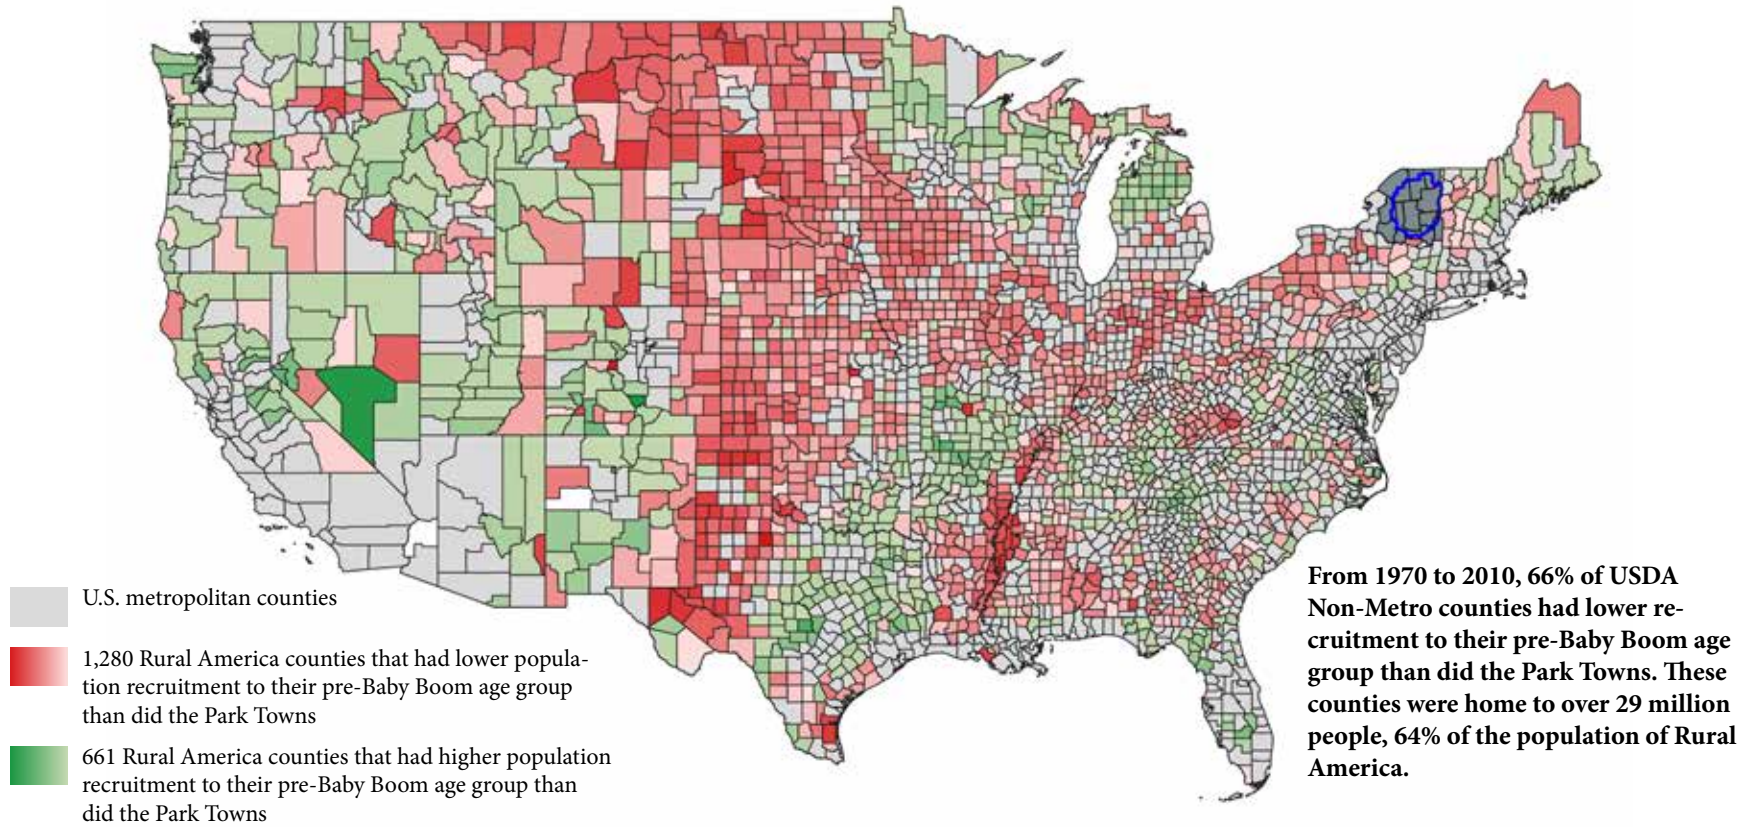 U.S. metropolitan counties
1,280 Rural America counties that had lower popula-
tion recruitment to their pre-Baby Boom age group
than did the Park Towns
661 Rural America counties that had higher population
recruitment to their pre-Baby Boom age group than
did the Park Towns
From 1970 to 2010, 66% of USDA
Non-Metro counties had lower re-
cruitment to their pre-Baby Boom age
group than did the Park Towns. These
counties were home to over 29 million
people, 64% of the population of Rural
America.